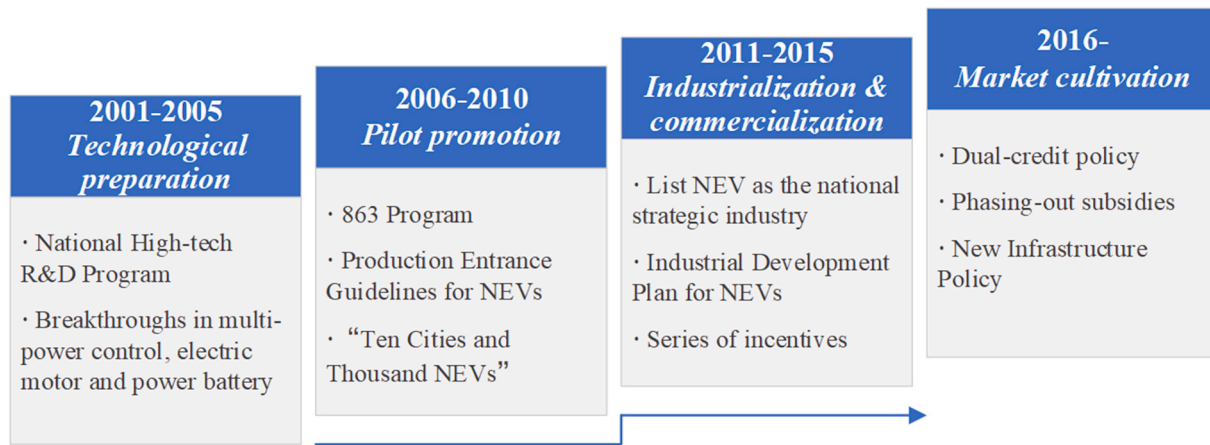 2001-2005
Technological
preparation
· National High-tech
R&D Program
· Breakthroughs in multi-
power control, electric
motor and power battery
2006-2010
Pilot promotion
· 863 Program
· Production Entrance
Guidelines for NEVs
· “Ten Cities and
Thousand NEVs”
2011-2015
Industrialization &
commercialization
· List NEV as the national
strategic industry
· Industrial Development
Plan for NEVs
· Series of incentives
2016-
Market cultivation
· Dual-credit policy
· Phasing-out subsidies
· New Infrastructure
Policy